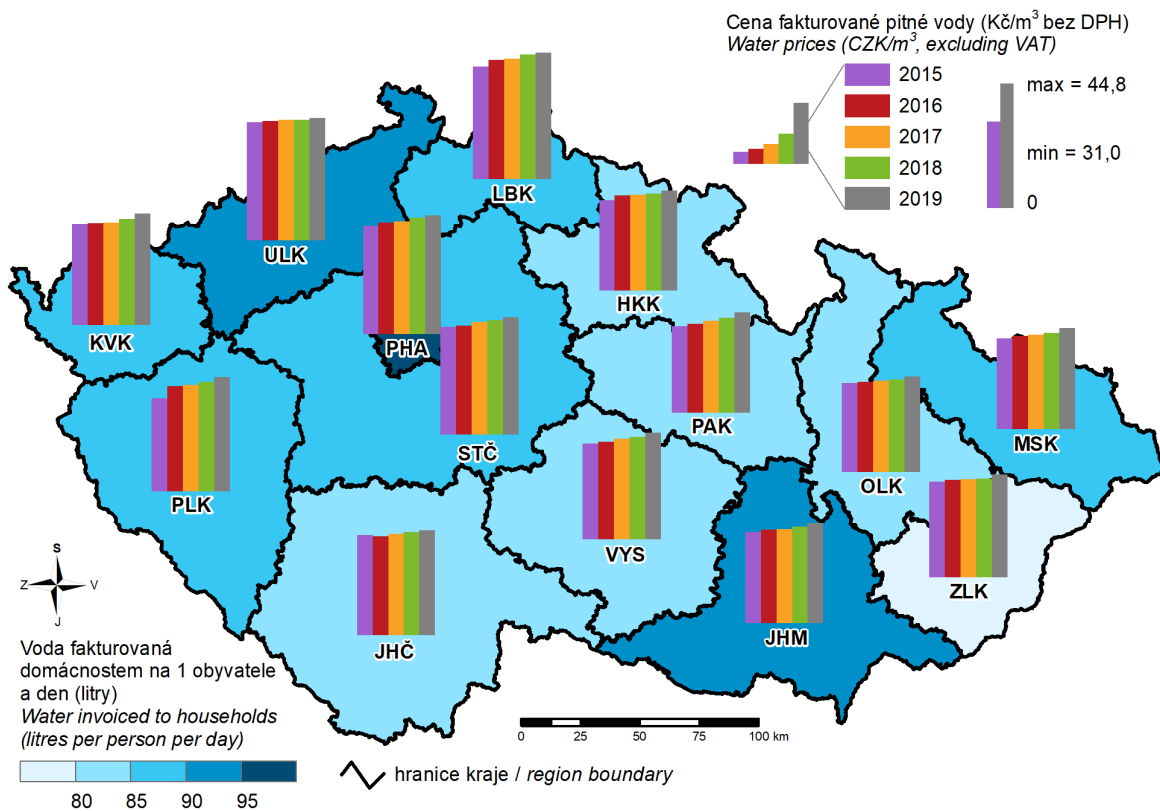 Cena fakturované pitné vody (Kč/m³ bez DPH)
Water prices (CZK/m³, excluding VAT)
2015
2016
2017
2018
2019
max = 44,8
min = 31,0
0
LBK
ULK
HKK
KVK
PHA
PAK
MSK
STČ
OLK
PLK
VYS
ZLK
JHM
JHČ
S
Z
V
J
Voda fakturovaná
domácnostem na 1 obyvatele
a den (litry)
Water invoiced to households
(litres per person per day)
80 85 90 95
0 25 50 75 100 km
hranice kraje / region boundary